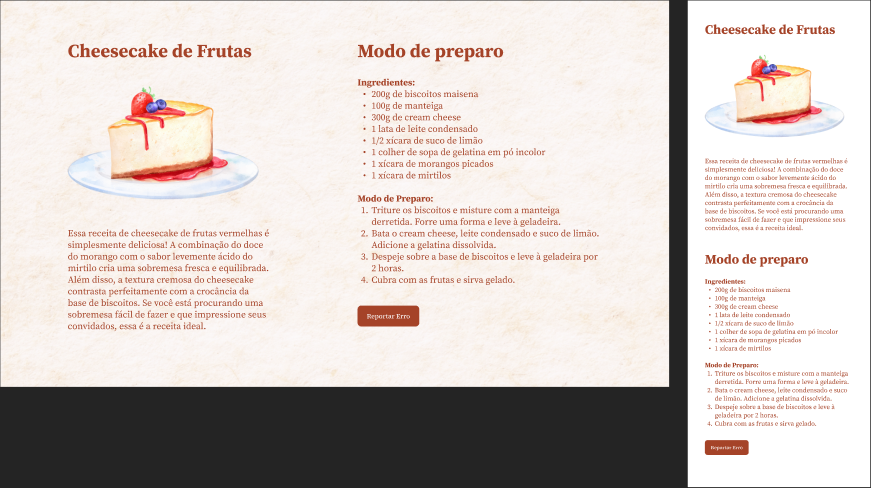 Cheesecake de Frutas
Essa receita de cheesecake de frutas vermelhas é
simplesmente deliciosa! A combinação do doce
do morango com o sabor levemente ácido do
mirtilo cria uma sobremesa fresca e equilibrada.
Além disso, a textura cremosa do cheesecake
contrasta perfeitamente com a crocância da
base de biscoitos. Se você está procurando uma
sobremesa fácil de fazer e que impressione seus
convidados, essa é a receita ideal.
Modo de preparo
Ingredientes:
• 200g de biscoitos maisena
• 100g de manteiga
• 300g de cream cheese
• 1 lata de leite condensado
• 1/2 xícara de suco de limão
• 1 colher de sopa de gelatina em pó incolor
• 1 xícara de morangos picados
• 1 xícara de mirtilos
Modo de Preparo:
1. Triture os biscoitos e misture com a manteiga
derretida. Forre uma forma e leve à geladeira.
2. Bata o cream cheese, leite condensado e suco de limão.
Adicione a gelatina dissolvida.
3. Despeje sobre a base de biscoitos e leve à geladeira por
2 horas.
4. Cubra com as frutas e sirva gelado.
Reportar Erro
Cheesecake de Frutas
Essa receita de cheesecake de frutas vermelhas é
simplesmente deliciosa! A combinação do doce
do morango com o sabor levemente ácido do
mirtilo cria uma sobremesa fresca e equilibrada.
Além disso, a textura cremosa do cheesecake
contrasta perfeitamente com a crocância da
base de biscoitos. Se você está procurando uma
sobremesa fácil de fazer e que impressione seus
convidados, essa é a receita ideal.
Modo de preparo
Ingredientes:
• 200g de biscoitos maisena
• 100g de manteiga
• 300g de cream cheese
• 1 lata de leite condensado
• 1/2 xícara de suco de limão
• 1 colher de sopa de gelatina em pó incolor
• 1 xícara de morangos picados
• 1 xícara de mirtilos
Modo de Preparo:
1. Triture os biscoitos e misture com a manteiga
derretida. Forre uma forma e leve à geladeira.
2. Bata o cream cheese, leite condensado e suco
de limão. Adicione a gelatina dissolvida.
3. Despeje sobre a base de biscoitos e leve à
geladeira por 2 horas.
4. Cubra com as frutas e sirva gelado.
Reportar Erro